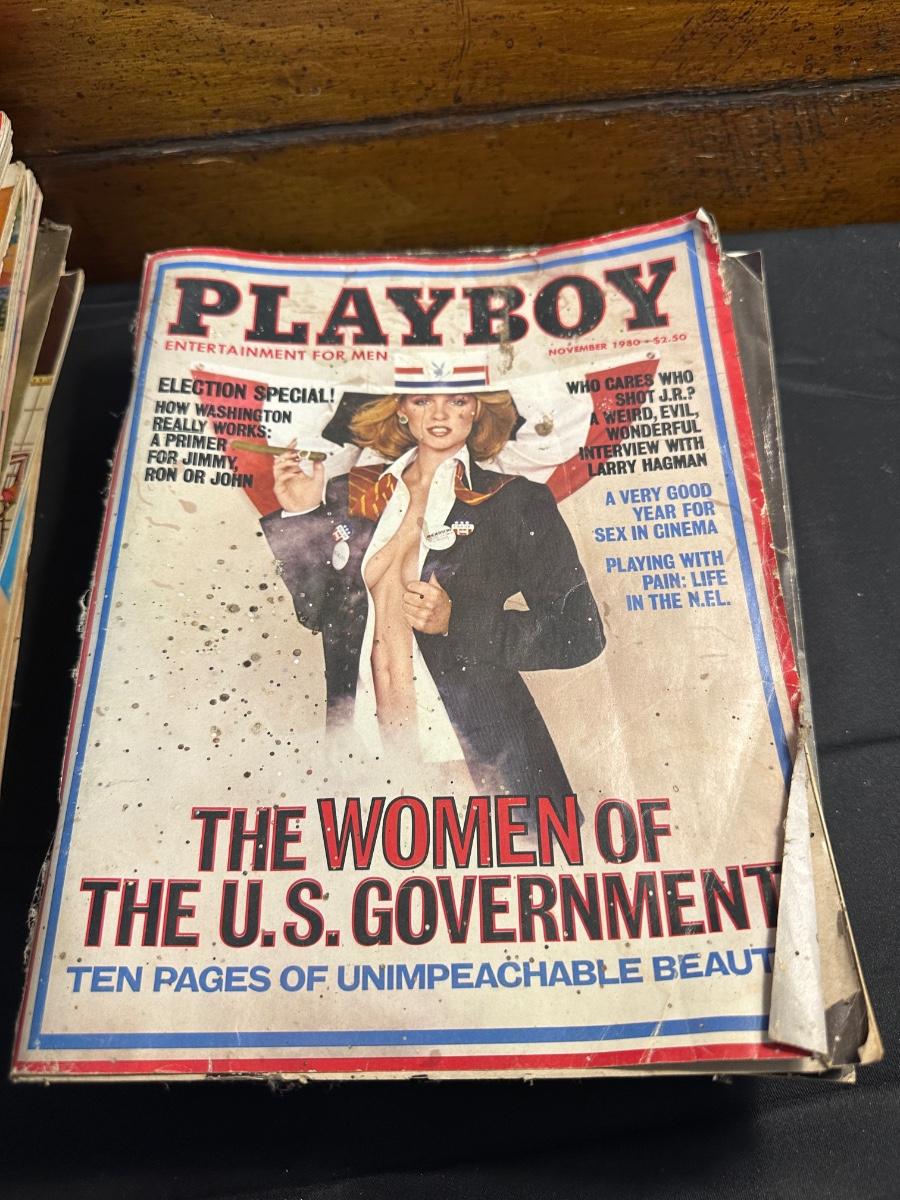 PLAYBOY
ENTERTAINMENT FOR MEN
NOVEMBER 1980 • $2.50
ELECTION SPECIAL!
HOW WASHINGTON
REALLY WORKS:
A PRIMER
FOR JIMMY,
RON OR JOHN
WHO CARES WHO
SHOT J.R.?
A WEIRD, EVIL,
WONDERFUL
INTERVIEW WITH
LARRY HAGMAN
A VERY GOOD
YEAR FOR
SEX IN CINEMA
PLAYING WITH
PAIN: LIFE
IN THE N.F.L.
THE WOMEN OF
THE U.S. GOVERNMENT
TEN PAGES OF UNIMPEACHABLE BEAUT